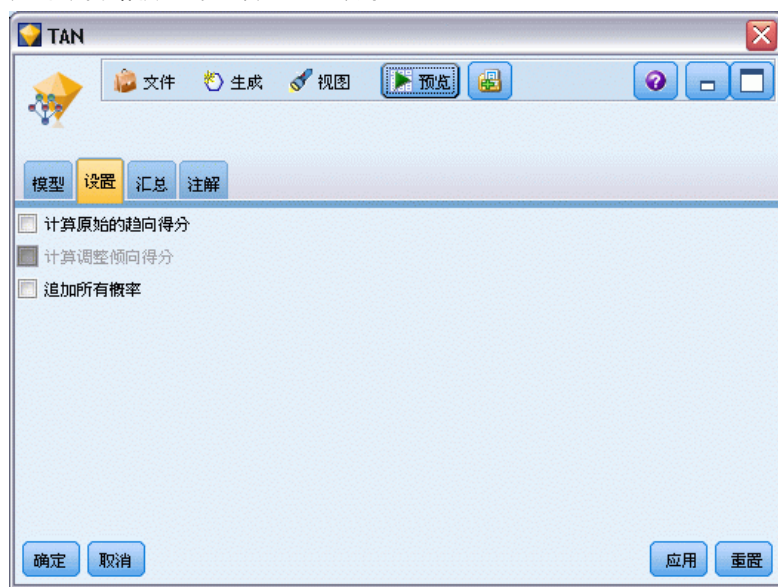 TAN
文件 生成 视图 预览
模型 设置 汇总 注解
计算原始的趋向得分
计算调整倾向得分
追加所有概率
确定 取消 应用 重置